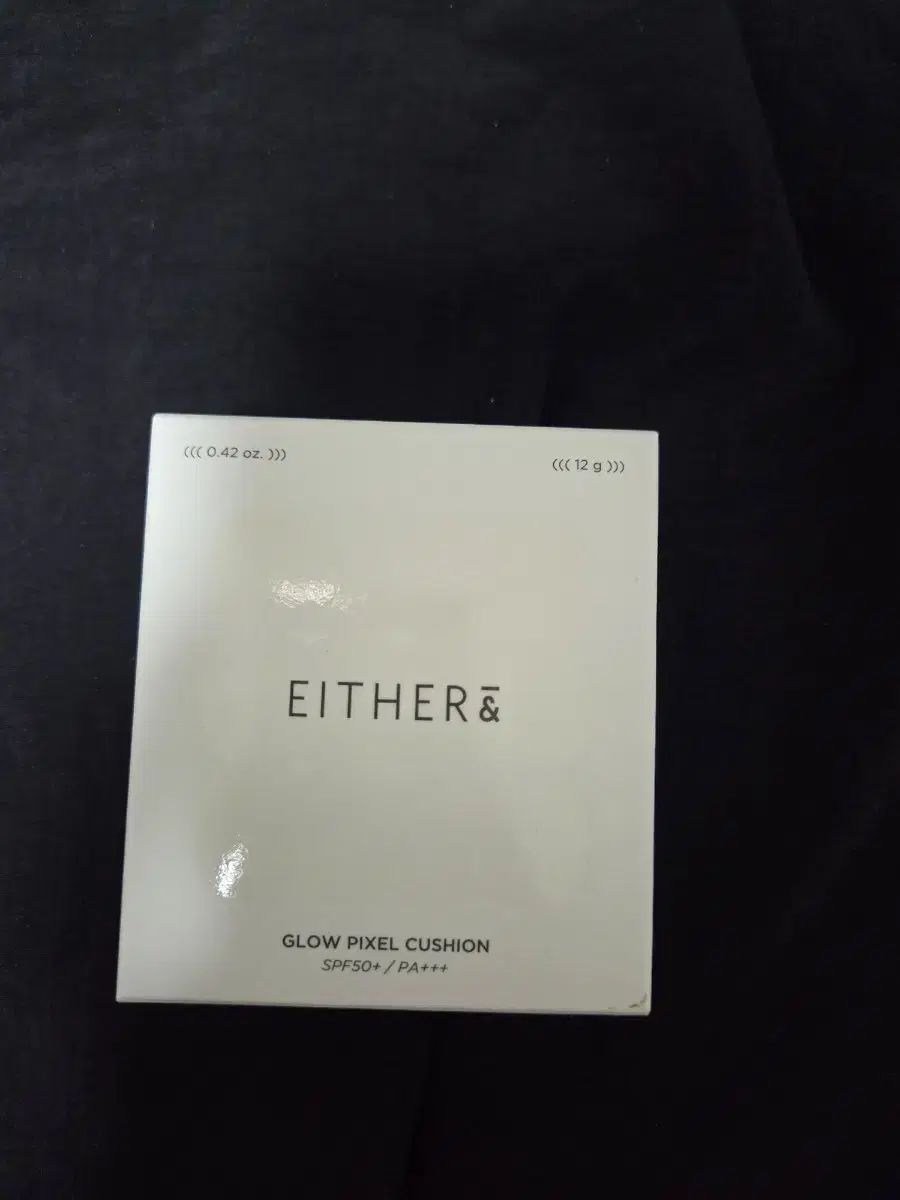 ((( 0.42 oz. )))
((( 12 g )))
EITHER&
GLOW PIXEL CUSHION
SPF50+ / PA+++